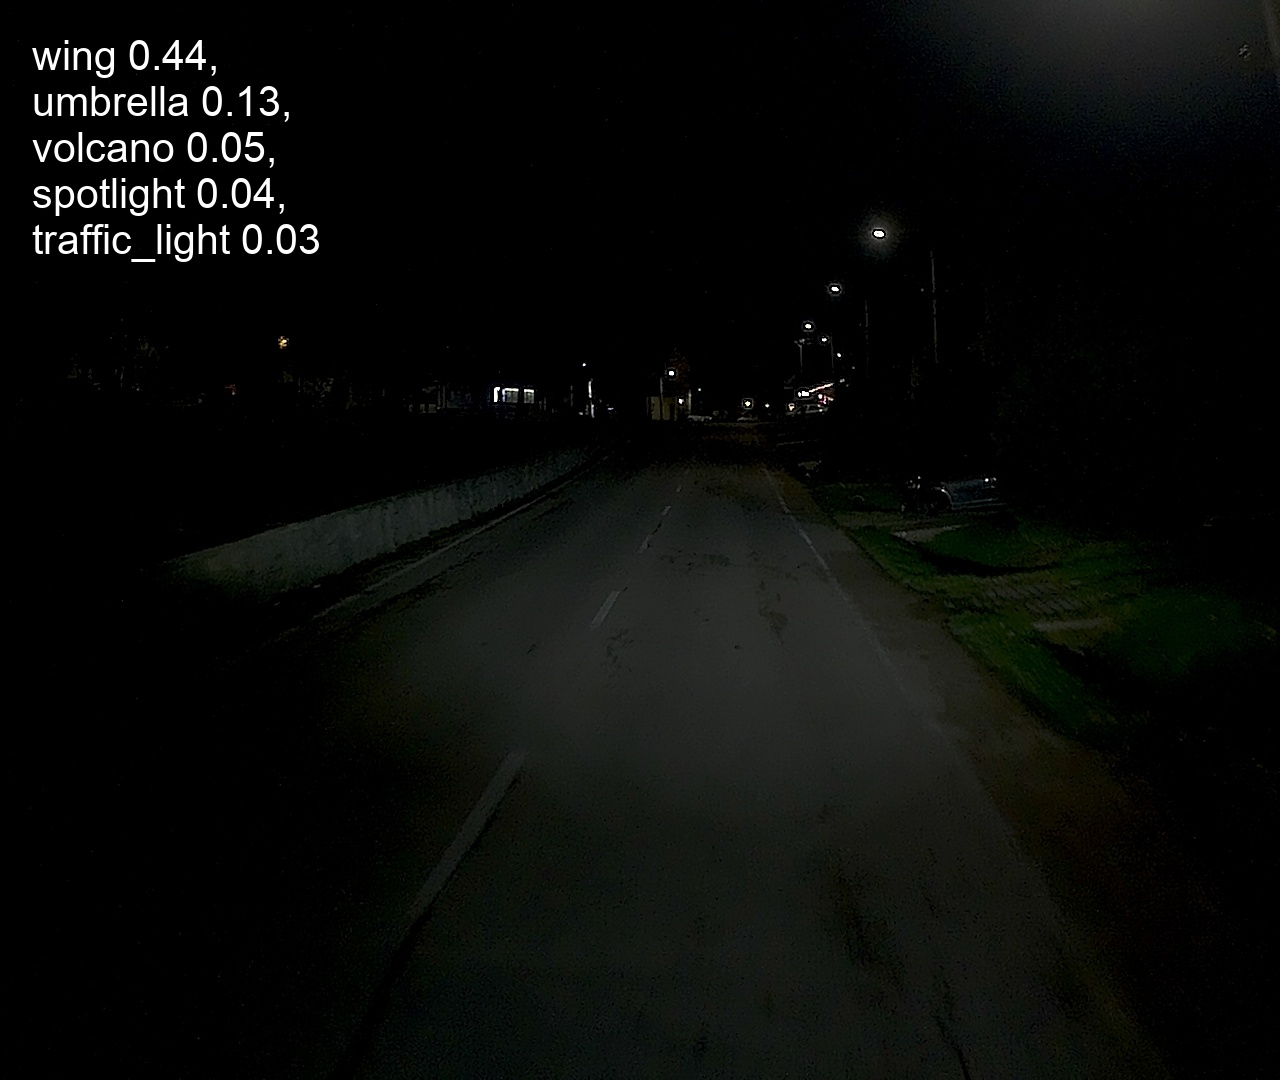 wing 0.44,
umbrella 0.13,
volcano 0.05,
spotlight 0.04,
traffic_light 0.03